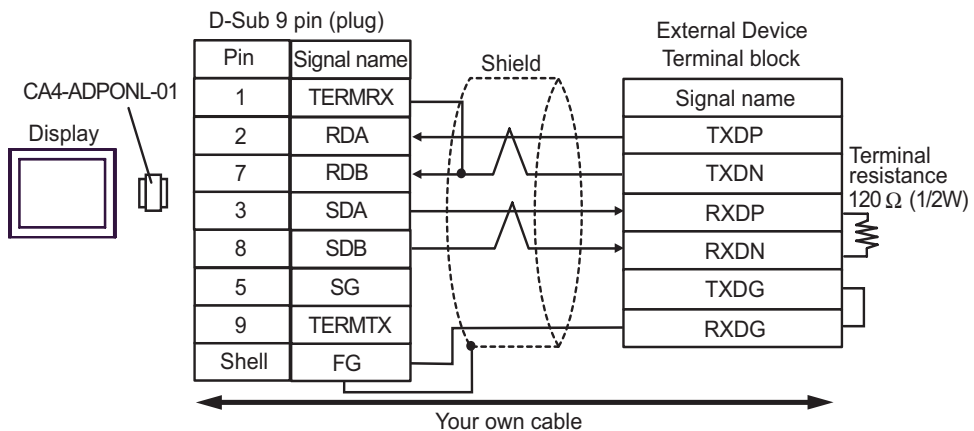 D-Sub 9 pin (plug)
Pin Signal name
1 TERMRX
2 RDA
7 RDB
3 SDA
8 SDB
5 SG
9 TERMTX
Shell FG
CA4-ADPONL-01
Display
Shield
External Device
Terminal block
Signal name
TXDP
TXDN
RXDP
RXDN
TXDG
RXDG
Terminal
resistance
120 Ω (1/2W)
Your own cable